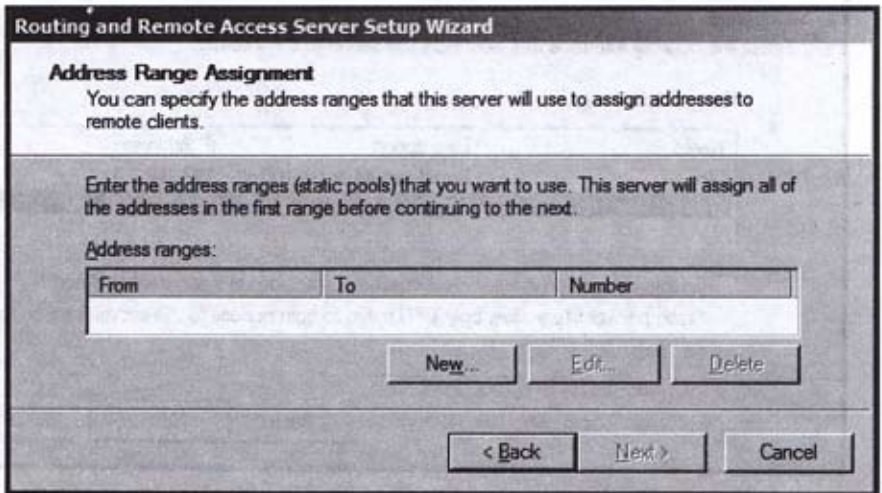 Routing and Remote Access Server Setup Wizard
Address Range Assignment
You can specify the address ranges that this server will use to assign addresses to
remote clients.
Enter the address ranges (static pools) that you want to use. This server will assign all of
the addresses in the first range before continuing to the next.
Address ranges:
From To Number
New... Edit... Delete
< Back Next > Cancel